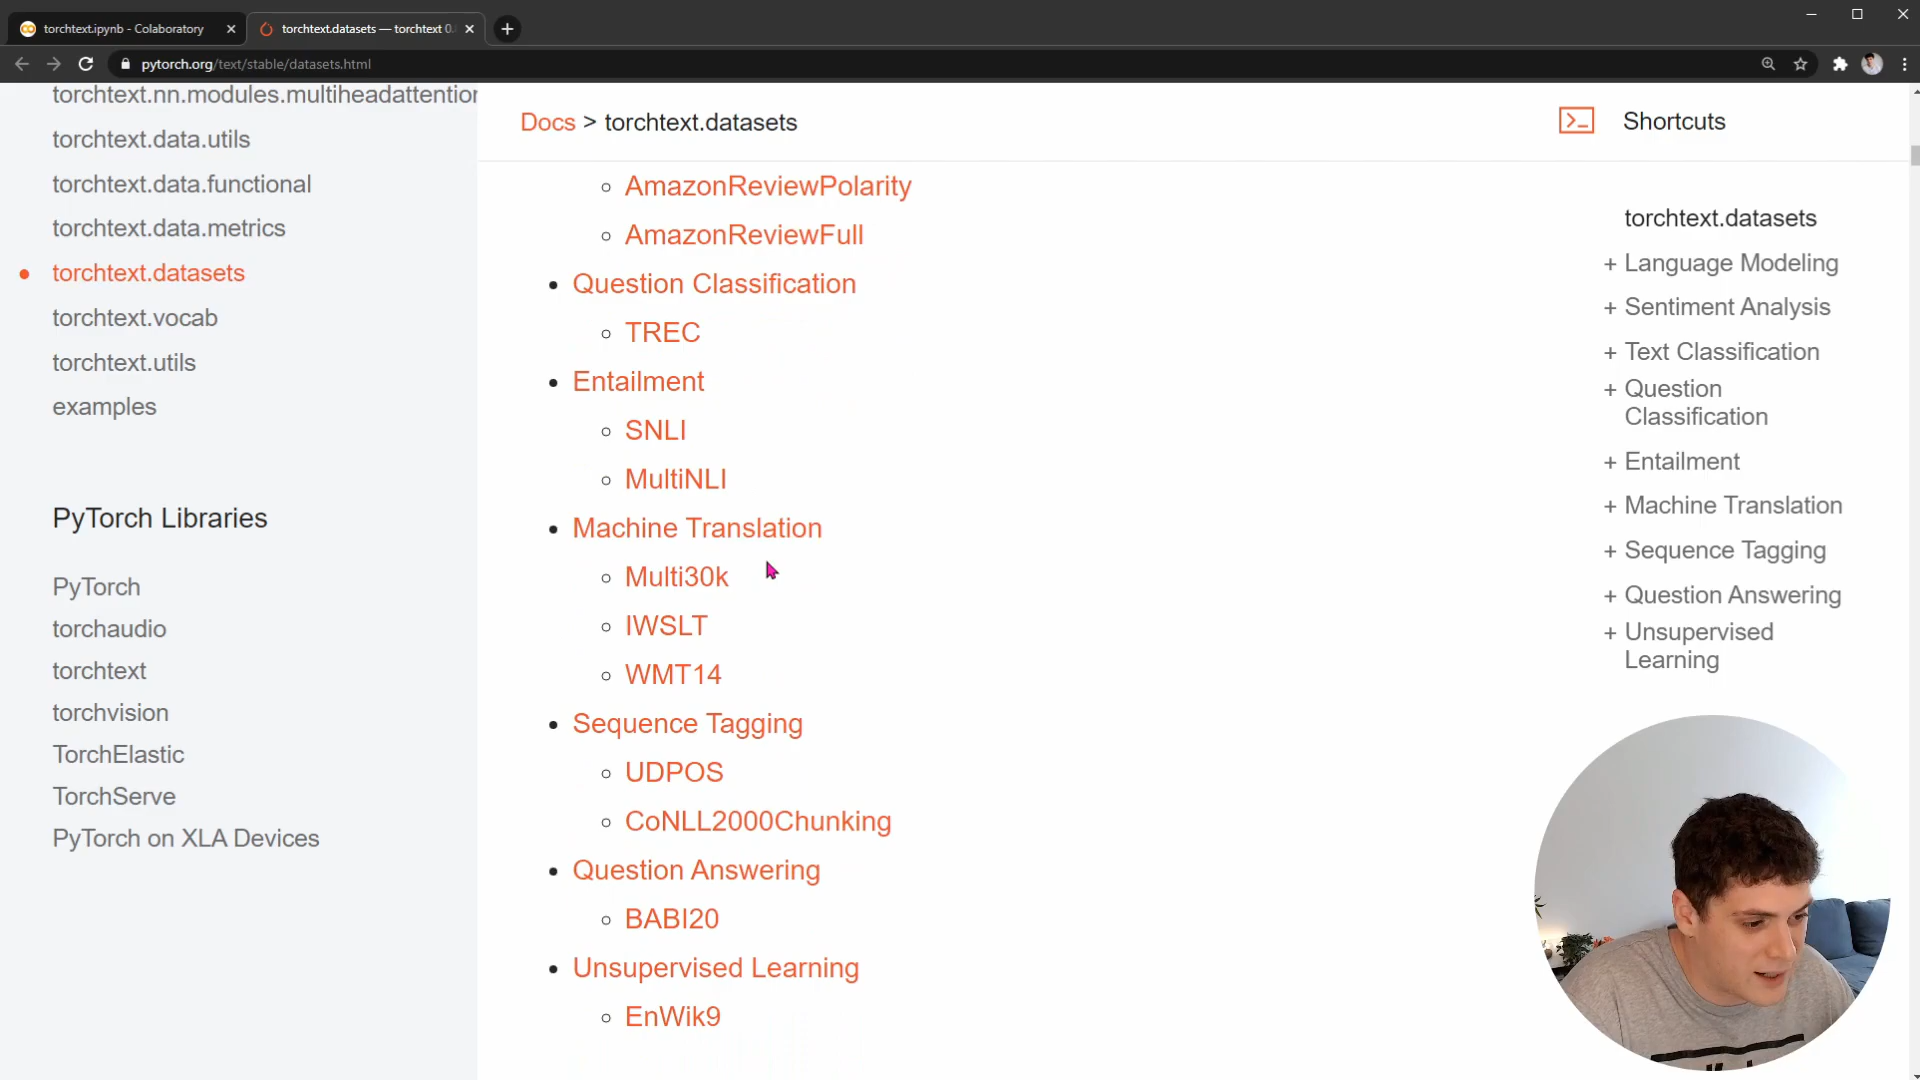 torchtext.ipynb - Colaboratory
torchtext.datasets — torchtext 0.
pytorch.org/text/stable/datasets.html
torchtext.nn.modules.multiheadattention
torchtext.data.utils
torchtext.data.functional
torchtext.data.metrics
torchtext.datasets
torchtext.vocab
torchtext.utils
examples
PyTorch Libraries
PyTorch
torchaudio
torchtext
torchvision
TorchElastic
TorchServe
PyTorch on XLA Devices
Docs > torchtext.datasets
AmazonReviewPolarity
AmazonReviewFull
Question Classification
TREC
Entailment
SNLI
MultiNLI
Machine Translation
Multi30k
IWSLT
WMT14
Sequence Tagging
UDPOS
CoNLL2000Chunking
Question Answering
BABI20
Unsupervised Learning
EnWik9
Shortcuts
torchtext.datasets
+ Language Modeling
+ Sentiment Analysis
+ Text Classification
+ Question
Classification
+ Entailment
+ Machine Translation
+ Sequence Tagging
+ Question Answering
+ Unsupervised
Learning